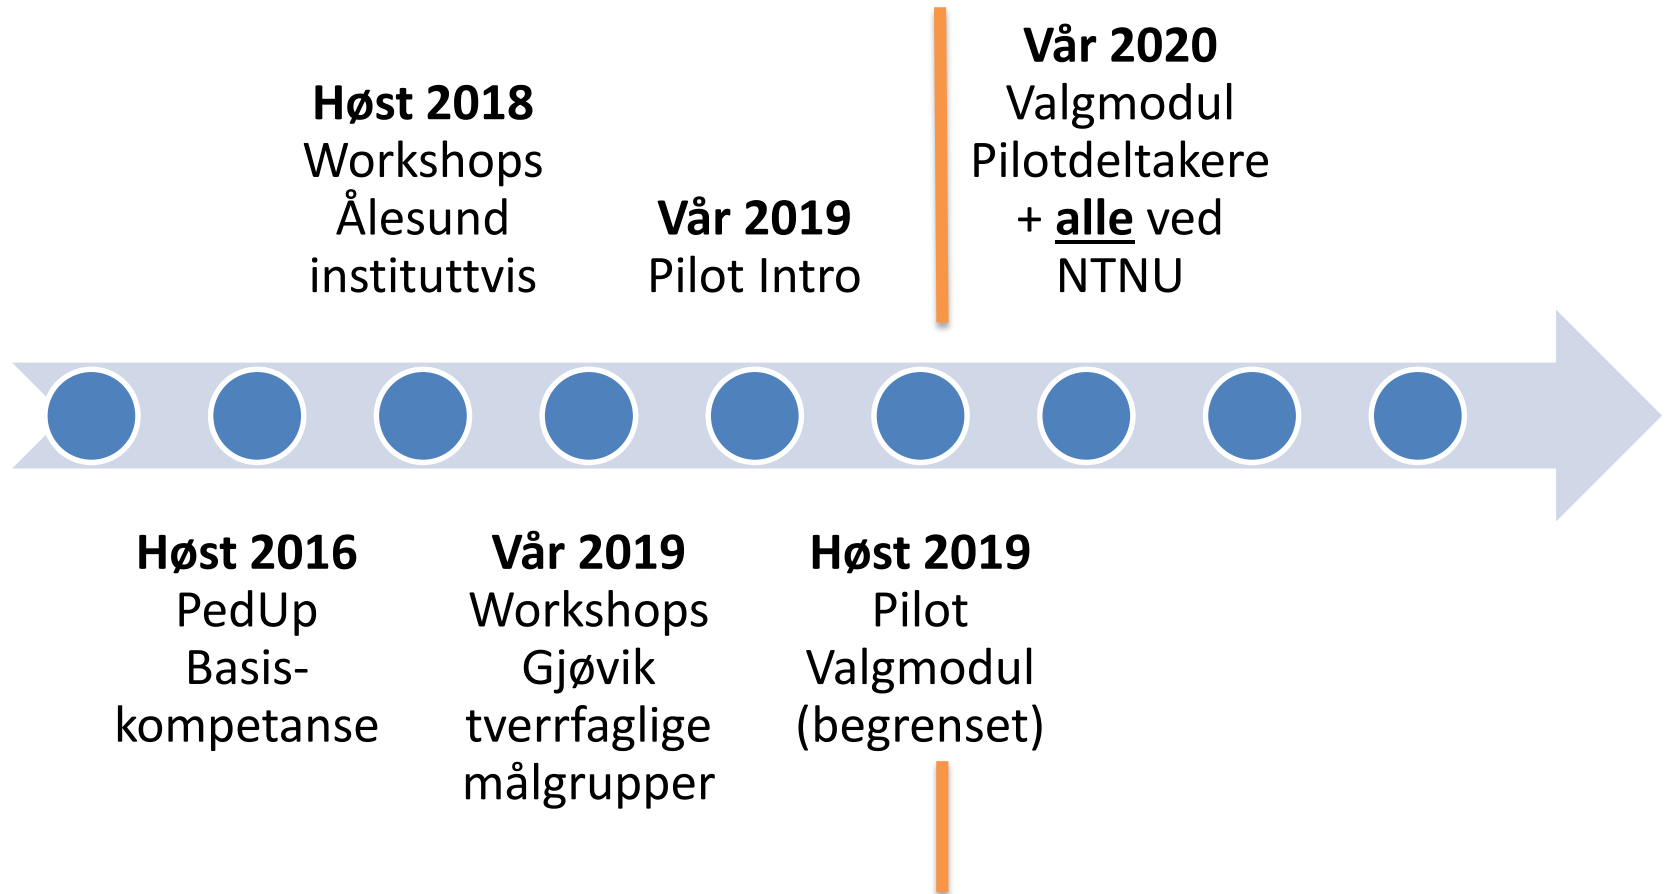 Høst 2018
Workshops
Ålesund
instituttvis
Vår 2019
Pilot Intro
Vår 2020
Valgmodul
Pilotdeltakere
+ alle ved
NTNU
Høst 2016
PedUp
Basis-
kompetanse
Vår 2019
Workshops
Gjøvik
tverrfaglige
målgrupper
Høst 2019
Pilot
Valgmodul
(begrenset)